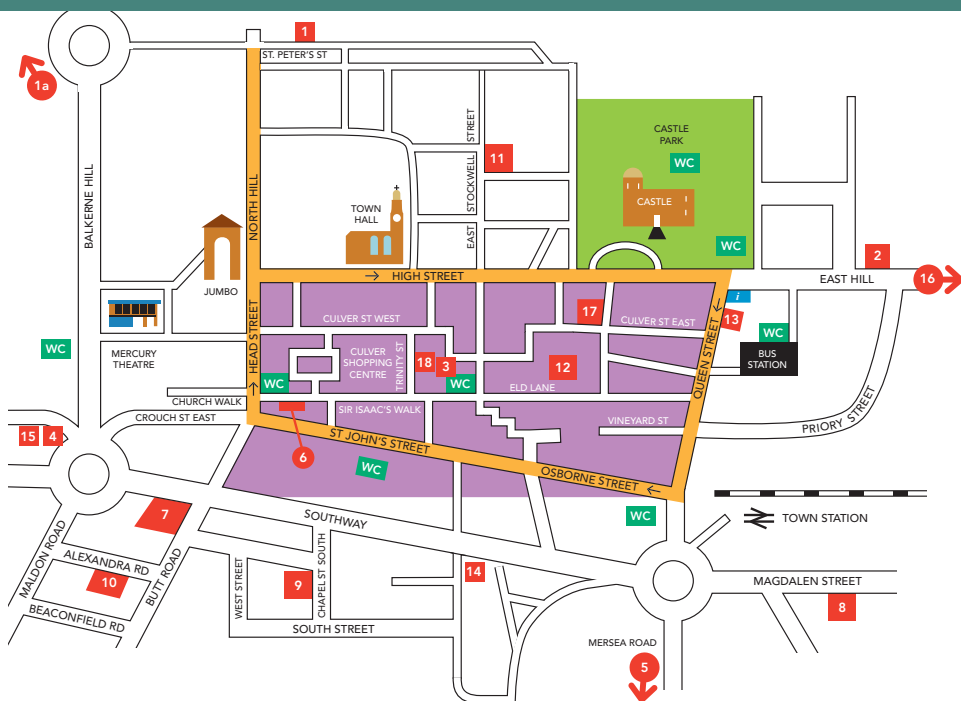 1
ST. PETER'S ST
1a
CASTLE
PARK
WC
STREET
11
STOCKWELL
EAST
BALKERNE HILL
NORTH HILL
TOWN
HALL
CASTLE
WC
2
JUMBO
HIGH STREET
EAST HILL
16
i
13
17
CULVER ST WEST
CULVER ST EAST
QUEEN STREET
WC
BUS
STATION
WC
MERCURY
THEATRE
HEAD STREET
CULVER
SHOPPING
CENTRE
TRINITY ST
18
3
12
WC
WC
ELD LANE
CHURCH WALK
CROUCH ST EAST
SIR ISAAC'S WALK
VINEYARD ST
PRIORY STREET
15
4
6
ST JOHN'S STREET
WC
OSBORNE STREET
7
SOUTHWAY
WC
TOWN STATION
MALDON ROAD
ALEXANDRA RD
10
BUTT ROAD
BEACONFIELD RD
WEST STREET
9
CHAPEL ST SOUTH
14
SOUTH STREET
MAGDALEN STREET
8
MERSEA ROAD
5